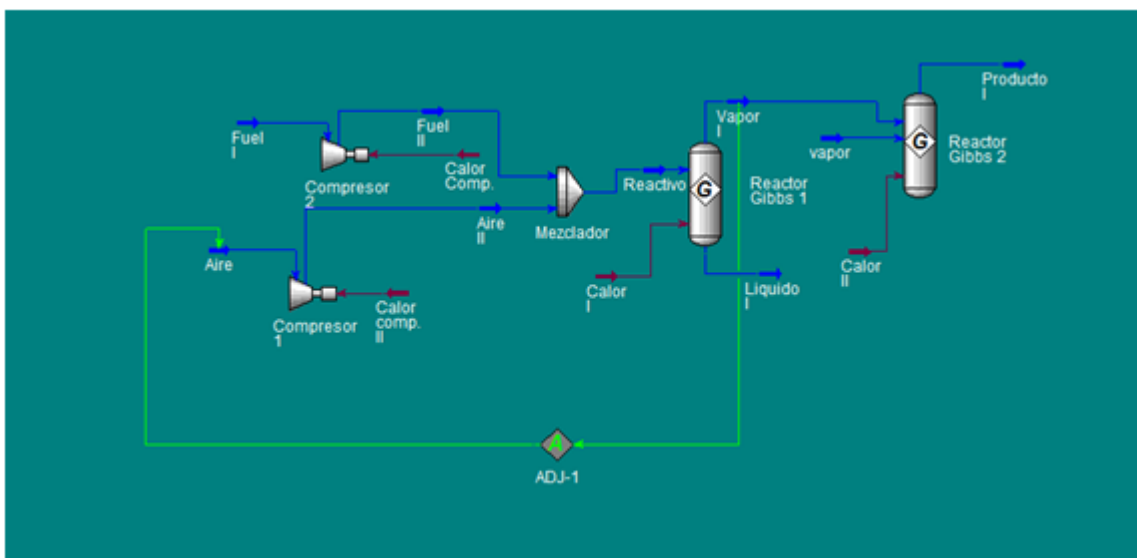 Fuel
I
Compresor
2
Fuel
II
Calor
Comp.
Aire
Compresor
1
Calor
comp.
II
Aire
II
Mezclador
Reactivo
Calor
I
G
Vapor
I
Reactor
Gibbs 1
Liquido
I
vapor
Calor
II
G
Producto
I
Reactor
Gibbs 2
A
ADJ-1